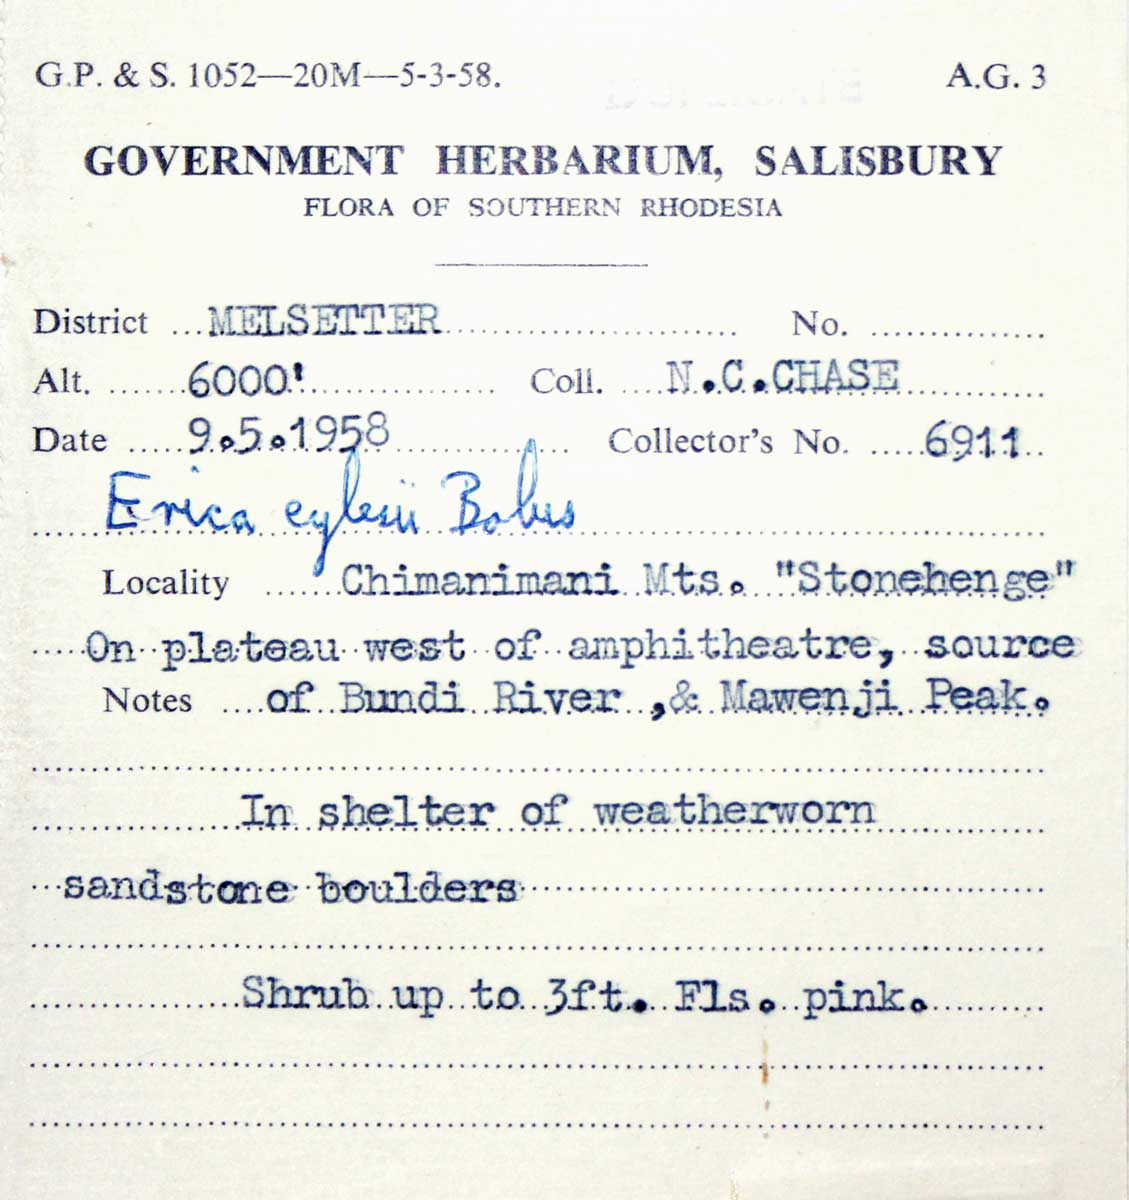 G.P. & S. 1052—20M—5-3-58. A.G. 3
GOVERNMENT HERBARIUM, SALISBURY
FLORA OF SOUTHERN RHODESIA
District ...MELSETTER........................ No. ................
Alt. .......6000'.................. Coll. ....N.C.CHASE.............
Date .....9.5.1958............... Collector's No. .....6911..
Erica eylesii Bolus
Locality ......Chimanimani Mts. "Stonehenge"
On plateau west of amphitheatre, source
Notes ....of Bundi River ,& Mawenji Peak.
In shelter of weatherworn
sandstone boulders
Shrub up to 3ft. Fls. pink.